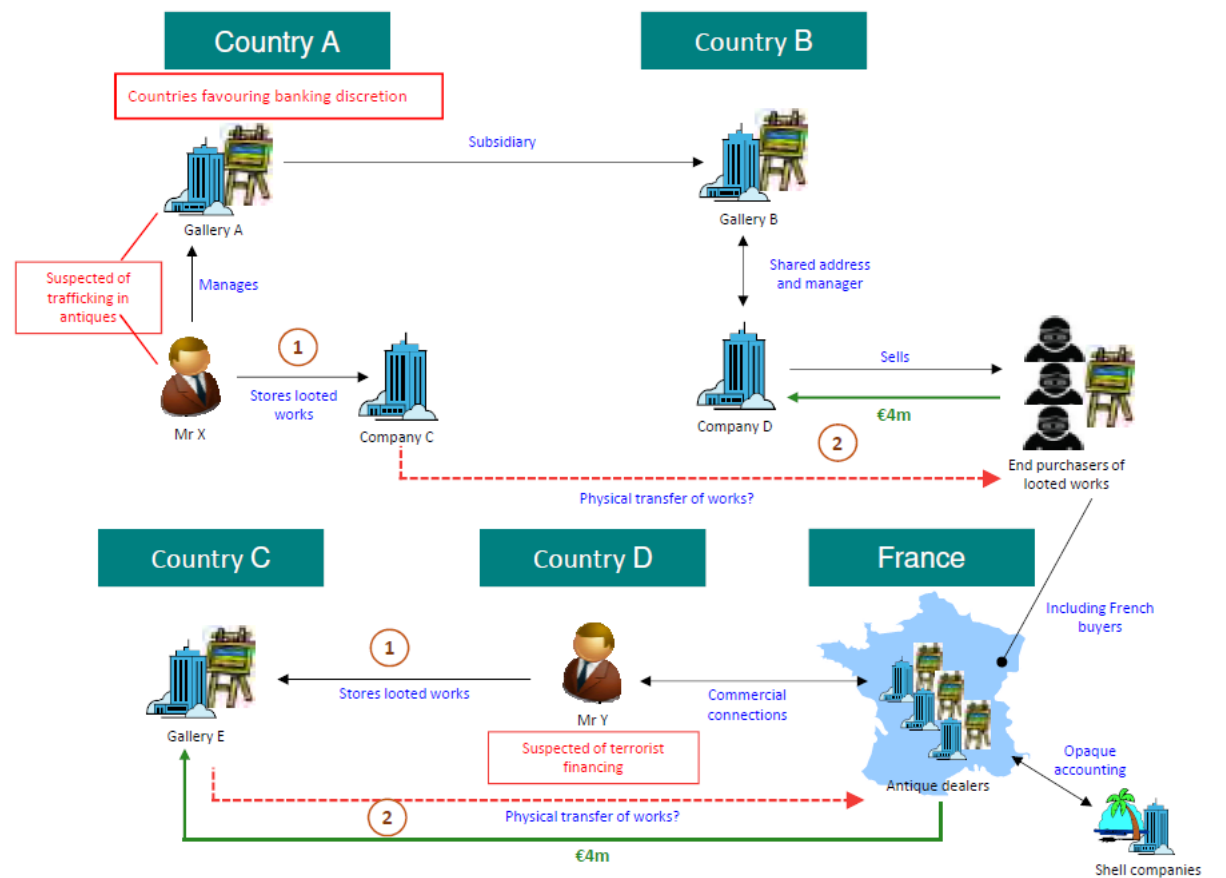 Country A
Country B
Countries favouring banking discretion
Subsidiary
Gallery A
Gallery B
Suspected of
trafficking in
antiques
Manages
Shared address
and manager
1
Stores looted
works
Mr X
Company C
Sells
€4m
Company D
2
End purchasers of
looted works
Physical transfer of works?
Country C
Country D
France
Including French
buyers
1
Stores looted works
Gallery E
Mr Y
Commercial
connections
Suspected of terrorist
financing
Opaque
accounting
Antique dealers
2
Physical transfer of works?
€4m
Shell companies